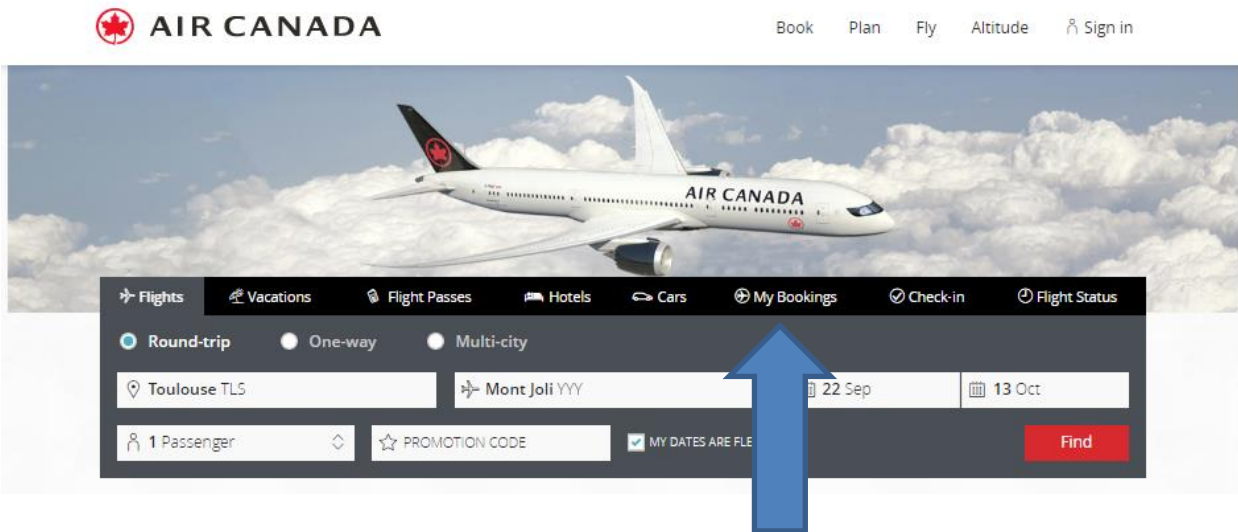 AIR CANADA
Book Plan Fly Altitude Sign in
AIR CANADA
Flights Vacations Flight Passes Hotels Cars My Bookings Check-in Flight Status
Round-trip One-way Multi-city
Toulouse TLS Mont Joli YYY 22 Sep 13 Oct
1 Passenger PROMOTION CODE MY DATES ARE FLE Find